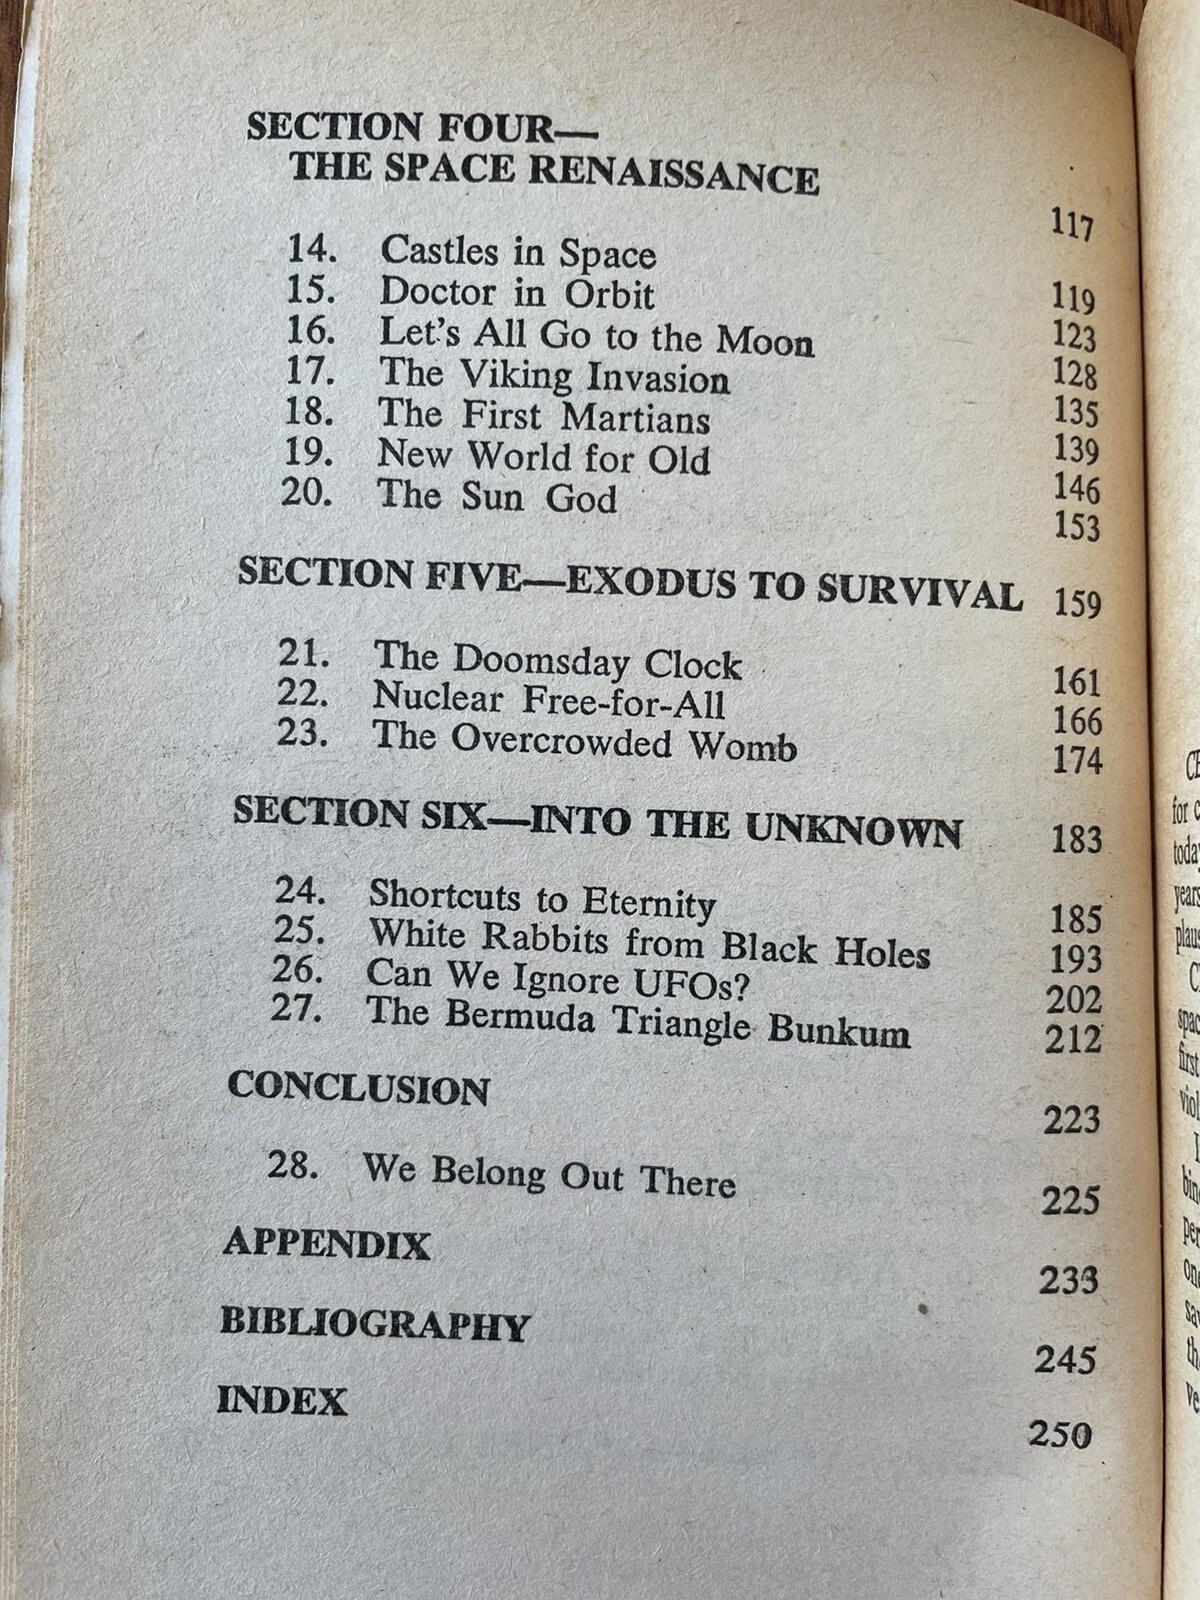 SECTION FOUR—
THE SPACE RENAISSANCE 117
14. Castles in Space 119
15. Doctor in Orbit 123
16. Let's All Go to the Moon 128
17. The Viking Invasion 135
18. The First Martians 139
19. New World for Old 146
20. The Sun God 153
SECTION FIVE—EXODUS TO SURVIVAL 159
21. The Doomsday Clock 161
22. Nuclear Free-for-All 166
23. The Overcrowded Womb 174
SECTION SIX—INTO THE UNKNOWN 183
24. Shortcuts to Eternity 185
25. White Rabbits from Black Holes 193
26. Can We Ignore UFOs? 202
27. The Bermuda Triangle Bunkum 212
CONCLUSION 223
28. We Belong Out There 225
APPENDIX 233
BIBLIOGRAPHY 245
INDEX 250
for